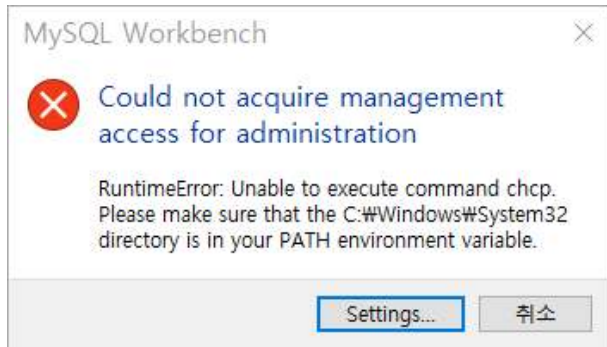 MySQL Workbench
Could not acquire management
access for administration
RuntimeError: Unable to execute command chcp.
Please make sure that the C:₩Windows₩System32
directory is in your PATH environment variable.
Settings...
취소